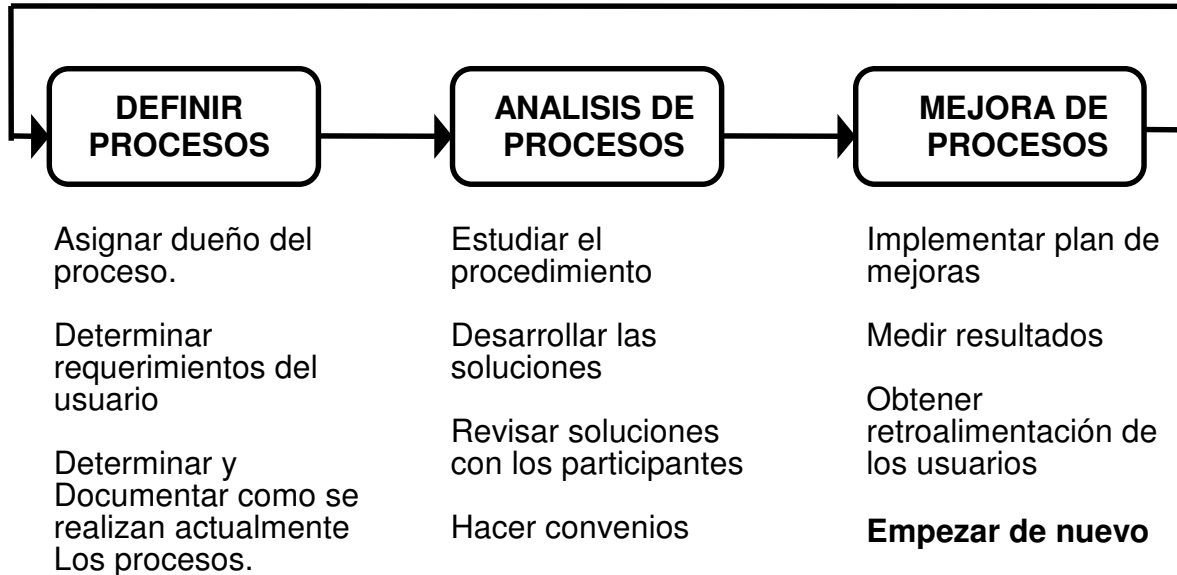 DEFINIR
PROCESOS
Asignar dueño del
proceso.
Determinar
requerimientos del
usuario
Determinar y
Documentar como se
realizan actualmente
Los procesos.
ANALISIS DE
PROCESOS
Estudiar el
procedimiento
Desarrollar las
soluciones
Revisar soluciones
con los participantes
Hacer convenios
MEJORA DE
PROCESOS
Implementar plan de
mejoras
Medir resultados
Obtener
retroalimentación de
los usuarios
Empezar de nuevo